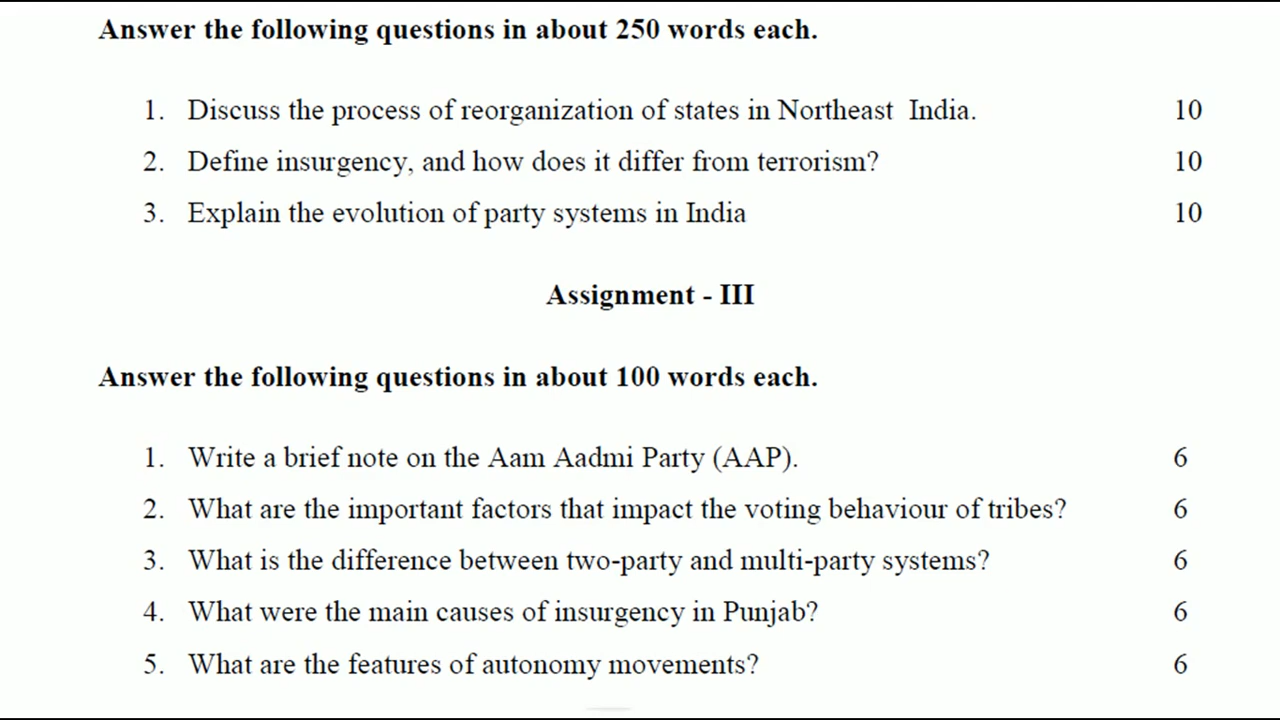 Answer the following questions in about 250 words each.
1. Discuss the process of reorganization of states in Northeast India. 10
2. Define insurgency, and how does it differ from terrorism? 10
3. Explain the evolution of party systems in India 10
Assignment - III
Answer the following questions in about 100 words each.
1. Write a brief note on the Aam Aadmi Party (AAP). 6
2. What are the important factors that impact the voting behaviour of tribes? 6
3. What is the difference between two-party and multi-party systems? 6
4. What were the main causes of insurgency in Punjab? 6
5. What are the features of autonomy movements? 6